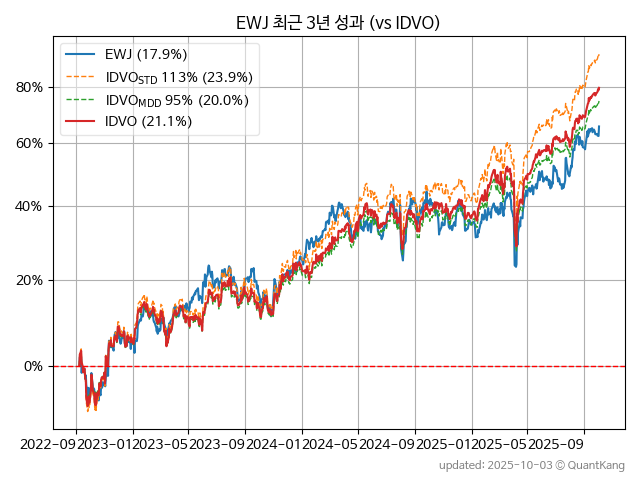 EWJ 최근 3년 성과 (vs IDVO)
EWJ (17.9%)
IDVO_STD 113% (23.9%)
IDVO_MDD 95% (20.0%)
IDVO (21.1%)
80%
60%
40%
20%
0%
2022-09 2023-01 2023-05 2023-09 2024-01 2024-05 2024-09 2025-01 2025-05 2025-09
updated: 2025-10-03 © QuantKang